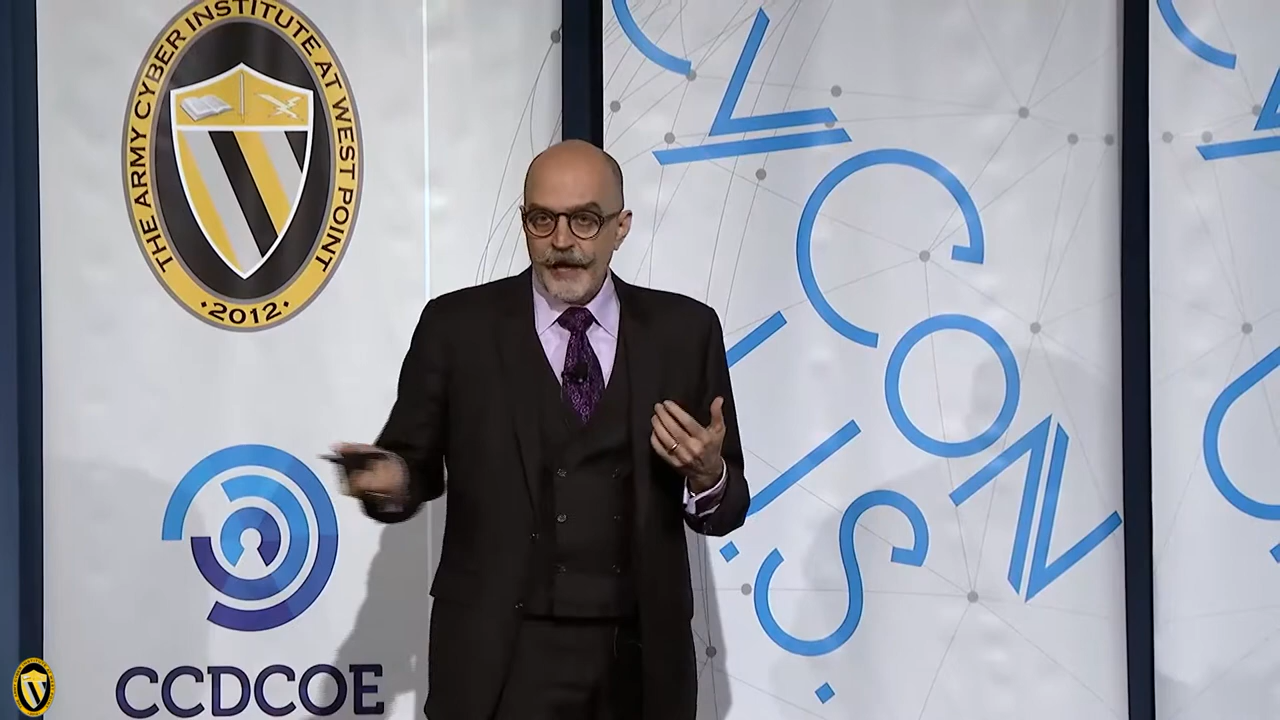 THE ARMY CYBER INSTITUTE AT WEST POINT
•2012•
CCDCOE
CYCON
U.S.